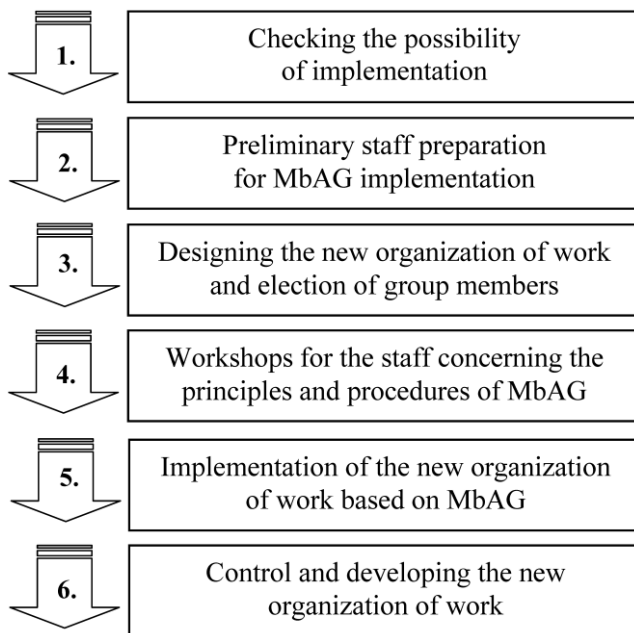 1.
Checking the possibility
of implementation
2.
Preliminary staff preparation
for MbAG implementation
3.
Designing the new organization of work
and election of group members
4.
Workshops for the staff concerning the
principles and procedures of MbAG
5.
Implementation of the new organization
of work based on MbAG
6.
Control and developing the new
organization of work